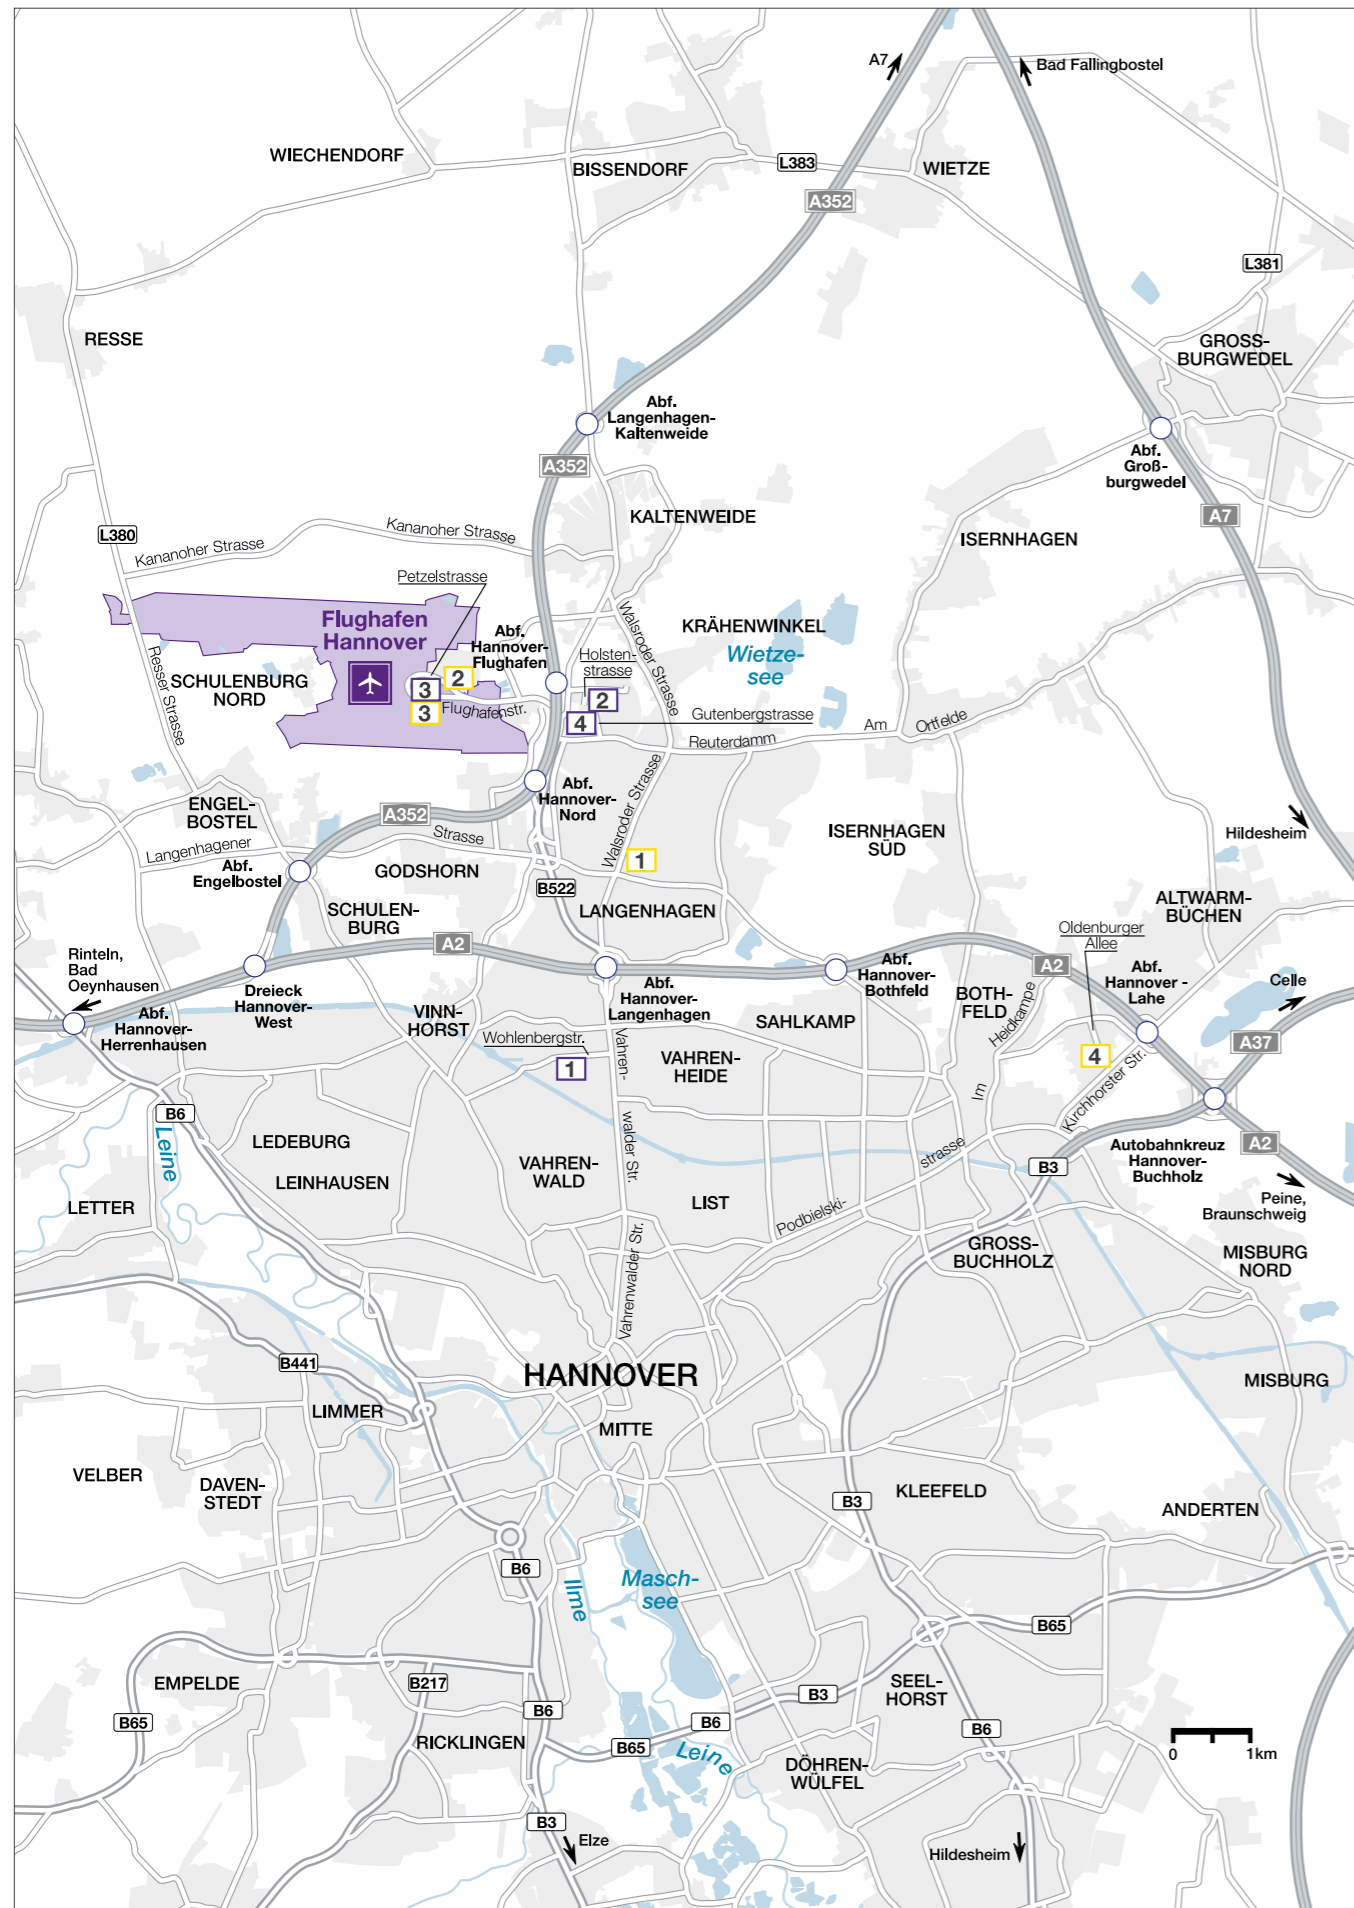 A7
Bad Fallingbostel
WIECHENDORF
BISSENDORF
L383
WIETZE
A352
L381
RESSE
GROSS-
BURGWEDEL
Abf.
Langenhagen-
Kaltenweide
Abf.
Groß-
burgwedel
A352
A7
KALTENWEIDE
L380
Kananoher Strasse
Kananoher Strasse
ISERNHAGEN
Petzelstrasse
Flughafen
Hannover
Abf.
Hannover-
Flughafen
Walsroder Strasse
KRÄHENWINKEL
Wietze-
see
Holsten-
strasse
Resser Strasse
SCHULENBURG
NORD
2
3
3
Flughafenstr.
2
4
Gutenbergstrasse
Reuterdamm
Am
Ortfelde
Abf.
Hannover-
Nord
ENGEL-
BOSTEL
A352
Strasse
Langenhagener
Walsroder Strasse
1
ISERNHAGEN
SÜD
Hildesheim
Abf.
Engelbostel
GODSHORN
B522
SCHULEN-
BURG
LANGENHAGEN
ALTWARM-
BÜCHEN
Oldenburger
Allee
A2
Rinteln,
Bad
Oeynhausen
Dreieck
Hannover-
West
Abf.
Hannover-
Herrenhausen
Abf.
Hannover-
Langenhagen
Abf.
Hannover-
Bothfeld
A2
Abf.
Hannover -
Lahe
Celle
VINN-
HORST
SAHLKAMP
BOTH-
FELD
Im
Heidkampe
Wohlenbergstr.
1
Vahren-
walder Str.
VAHREN-
HEIDE
4
Kirchhorster Str.
A37
B6
Leine
LEDEBURG
LEINHAUSEN
VAHREN-
WALD
LIST
Podbielski-
strasse
B3
Autobahnkreuz
Hannover-
Buchholz
A2
LETTER
Peine,
Braunschweig
Vahrenwalder Str.
GROSS-
BUCHHOLZ
MISBURG
NORD
B441
HANNOVER
MISBURG
LIMMER
MITTE
VELBER
DAVEN-
STEDT
B3
KLEEFELD
ANDERTEN
B6
Ilme
Masch-
see
B65
EMPELDE
B217
SEEL-
HORST
B3
B65
B6
B6
B6
RICKLINGEN
B65
Leine
DÖHREN-
WÜLFEL
0
1km
B3
Elze
Hildesheim